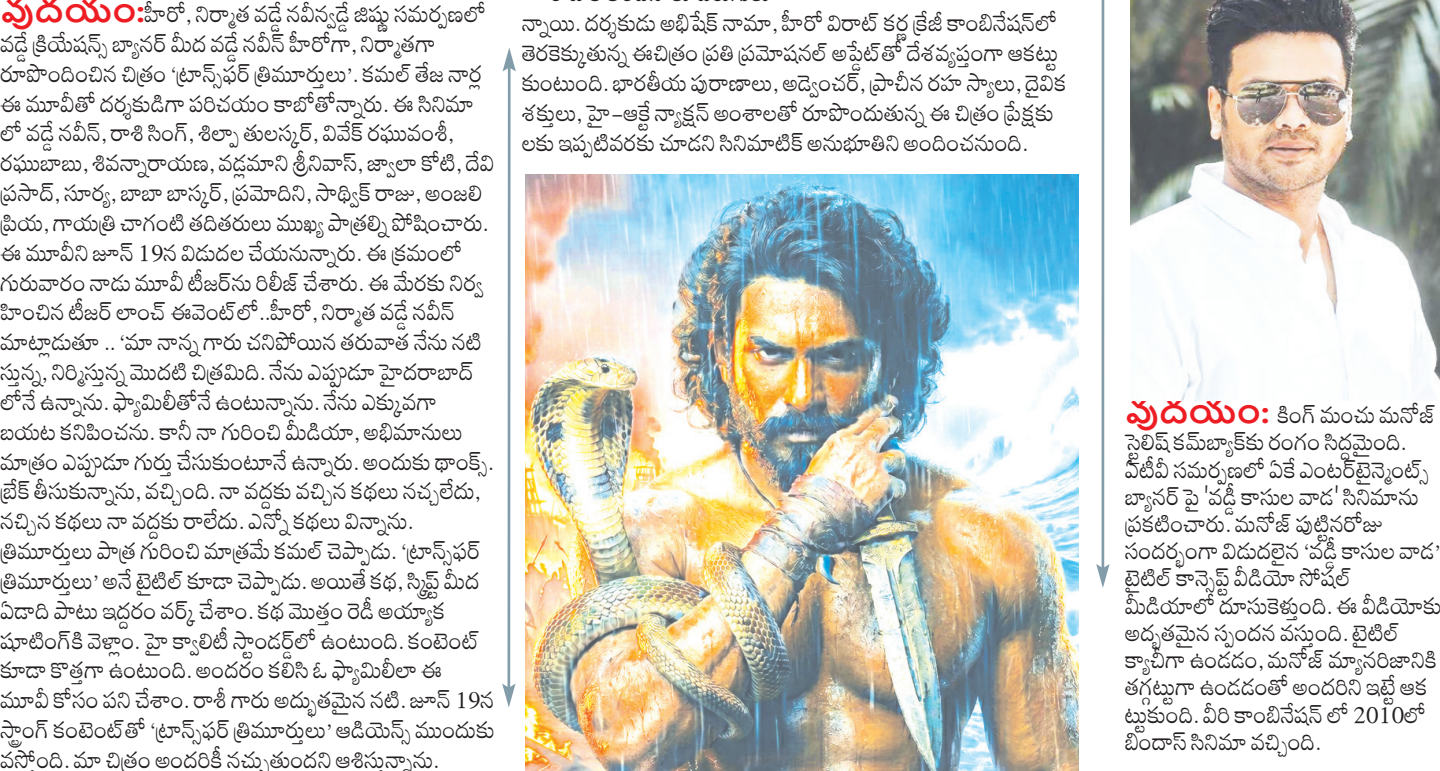 వుదయం:హీరో, నిర్మాత వడ్డే నవీన్వడ్డే జిష్ణు సమర్పణలో
వడ్డే క్రియేషన్స్ బ్యానర్ మీద వడ్డే నవీన్ హీరోగా, నిర్మాతగా
రూపొందించిన చిత్రం ‘ట్రాన్స్‌ఫర్ త్రిమూర్తులు’. కమల్ తేజ నార్ల
ఈ మూవీతో దర్శకుడిగా పరిచయం కాబోతోన్నారు. ఈ సినిమా
లో వడ్డే నవీన్, రాశి సింగ్, శిల్పా తులస్కర్, వివేక్ రఘువంశీ,
రఘుబాబు, శివన్నారాయణ, వడ్లమాని శ్రీనివాస్, జ్వాలా కోటి, దేవి
ప్రసాద్, సూర్య, బాబా బాస్కర్, ప్రమోదిని, సాథ్విక్ రాజు, అంజలి
ప్రియ, గాయత్రి చాగంటి తదితరులు ముఖ్య పాత్రల్ని పోషించారు.
ఈ మూవీని జూన్ 19న విడుదల చేయనున్నారు. ఈ క్రమంలో
గురువారం నాడు మూవీ టీజర్‌ను రిలీజ్ చేశారు. ఈ మేరకు నిర్వ
హించిన టీజర్ లాంచ్ ఈవెంట్‌లో..హీరో, నిర్మాత వడ్డే నవీన్
మాట్లాడుతూ .. ‘మా నాన్న గారు చనిపోయిన తరువాత నేను నటి
స్తున్న, నిర్మిస్తున్న మొదటి చిత్రమిది. నేను ఎప్పుడూ హైదరాబాద్
లోనే ఉన్నాను. ఫ్యామిలీతోనే ఉంటున్నాను. నేను ఎక్కువగా
బయట కనిపించను. కానీ నా గురించి మీడియా, అభిమానులు
మాత్రం ఎప్పుడూ గుర్తు చేసుకుంటూనే ఉన్నారు. అందుకు థాంక్స్.
బ్రేక్ తీసుకున్నాను, వచ్చింది. నా వద్దకు వచ్చిన కథలు నచ్చలేదు,
నచ్చిన కథలు నా వద్దకు రాలేదు. ఎన్నో కథలు విన్నాను.
త్రిమూర్తులు పాత్ర గురించి మాత్రమే కమల్ చెప్పాడు. ‘ట్రాన్స్‌ఫర్
త్రిమూర్తులు’ అనే టైటిల్ కూడా చెప్పాడు. అయితే కథ, స్క్రిప్ట్ మీద
ఏడాది పాటు ఇద్దరం వర్క్ చేశాం. కథ మొత్తం రెడీ అయ్యాక
షూటింగ్‌కి వెళ్లాం. హై క్వాలిటీ స్టాండర్డ్‌లో ఉంటుంది. కంటెంట్
కూడా కొత్తగా ఉంటుంది. అందరం కలిసి ఓ ఫ్యామిలీలా ఈ
మూవీ కోసం పని చేశాం. రాశీ గారు అద్భుతమైన నటి. జూన్ 19న
స్ట్రాంగ్ కంటెంట్‌తో ‘ట్రాన్స్‌ఫర్ త్రిమూర్తులు’ ఆడియెన్స్ ముందుకు
వస్తోంది. మా చిత్రం అందరికీ నచ్చుతుందని ఆశిస్తున్నాను.
న్నాయి. దర్శకుడు అభిషేక్ నామా, హీరో విరాట్ కర్ణ క్రేజీ కాంబినేషన్‌లో
తెరకెక్కుతున్న ఈచిత్రం ప్రతి ప్రమోషనల్ అప్డేట్‌తో దేశవ్యప్తంగా ఆకట్టు
కుంటుంది. భారతీయ పురాణాలు, అడ్వెంచర్, ప్రాచీన రహ స్యాలు, దైవిక
శక్తులు, హై-ఆక్టే న్యాక్షన్ అంశాలతో రూపొందుతున్న ఈ చిత్రం ప్రేక్షకు
లకు ఇప్పటివరకు చూడని సినిమాటిక్ అనుభూతిని అందించనుంది.
వుదయం: కింగ్ మంచు మనోజ్
స్టైలిష్ కమ్‌బ్యాక్‌కు రంగం సిద్దమైంది.
ఏటీవీ సమర్పణలో ఏకే ఎంటర్‌టైన్మెంట్స్
బ్యానర్ పై 'వడ్డీ కాసుల వాడ' సినిమాను
ప్రకటించారు. మనోజ్ పుట్టినరోజు
సందర్భంగా విడుదలైన ‘వడ్డీ కాసుల వాడ’
టైటిల్ కాన్సెప్ట్ వీడియో సోషల్
మీడియాలో దూసుకెళ్తుంది. ఈ వీడియోకు
అద్భతమైన స్పందన వస్తుంది. టైటిల్
క్యాచీగా ఉండడం, మనోజ్ మ్యానరిజానికి
తగ్గట్టుగా ఉండడంతో అందరిని ఇట్టే ఆక
ట్టుకుంది. వీరి కాంబినేషన్ లో 2010లో
బిందాస్ సినిమా వచ్చింది.